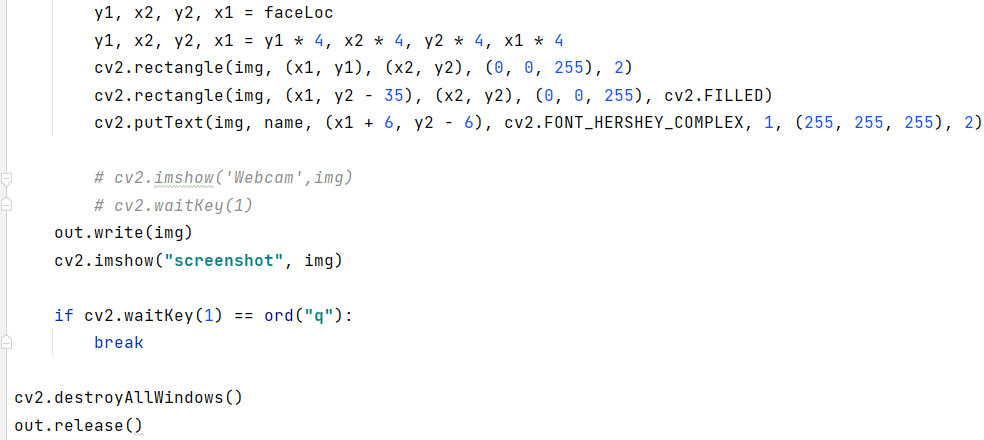 y1, x2, y2, x1 = faceLoc
y1, x2, y2, x1 = y1 * 4, x2 * 4, y2 * 4, x1 * 4
cv2.rectangle(img, (x1, y1), (x2, y2), (0, 0, 255), 2)
cv2.rectangle(img, (x1, y2 - 35), (x2, y2), (0, 0, 255), cv2.FILLED)
cv2.putText(img, name, (x1 + 6, y2 - 6), cv2.FONT_HERSHEY_COMPLEX, 1, (255, 255, 255), 2)
# cv2.imshow('Webcam',img)
# cv2.waitKey(1)
out.write(img)
cv2.imshow("screenshot", img)
if cv2.waitKey(1) == ord("q"):
break
cv2.destroyAllWindows()
out.release()